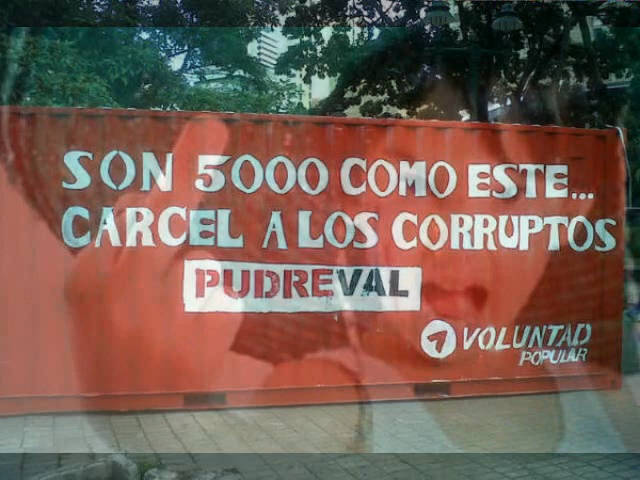 SON 5000 COMO ESTE...
CARCEL A LOS CORRUPTOS
PUDREVAL
VOLUNTAD
POPULAR